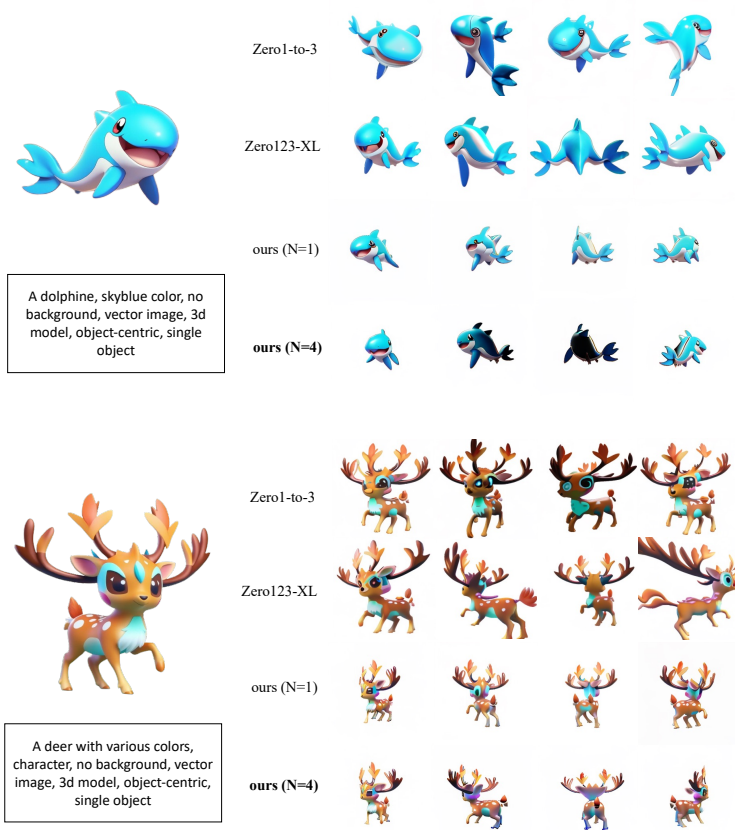 Zero1-to-3
Zero123-XL
ours (N=1)
ours (N=4)
A dolphine, skyblue color, no
background, vector image, 3d
model, object-centric, single
object
Zero1-to-3
Zero123-XL
ours (N=1)
ours (N=4)
A deer with various colors,
character, no background, vector
image, 3d model, object-centric,
single object